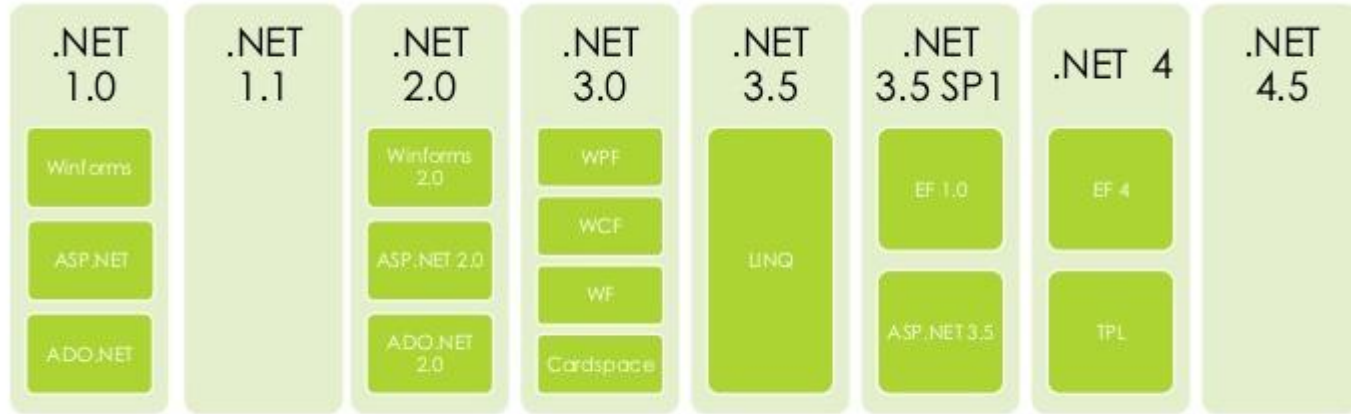 .NET
1.0
Winforms
ASP.NET
ADO.NET
.NET
1.1
.NET
2.0
Winforms
2.0
ASP.NET 2.0
ADO.NET
2.0
.NET
3.0
WPF
WCF
WF
Cardspace
.NET
3.5
LINQ
.NET
3.5 SP1
EF 1.0
ASP.NET 3.5
.NET 4
EF 4
TPL
.NET
4.5